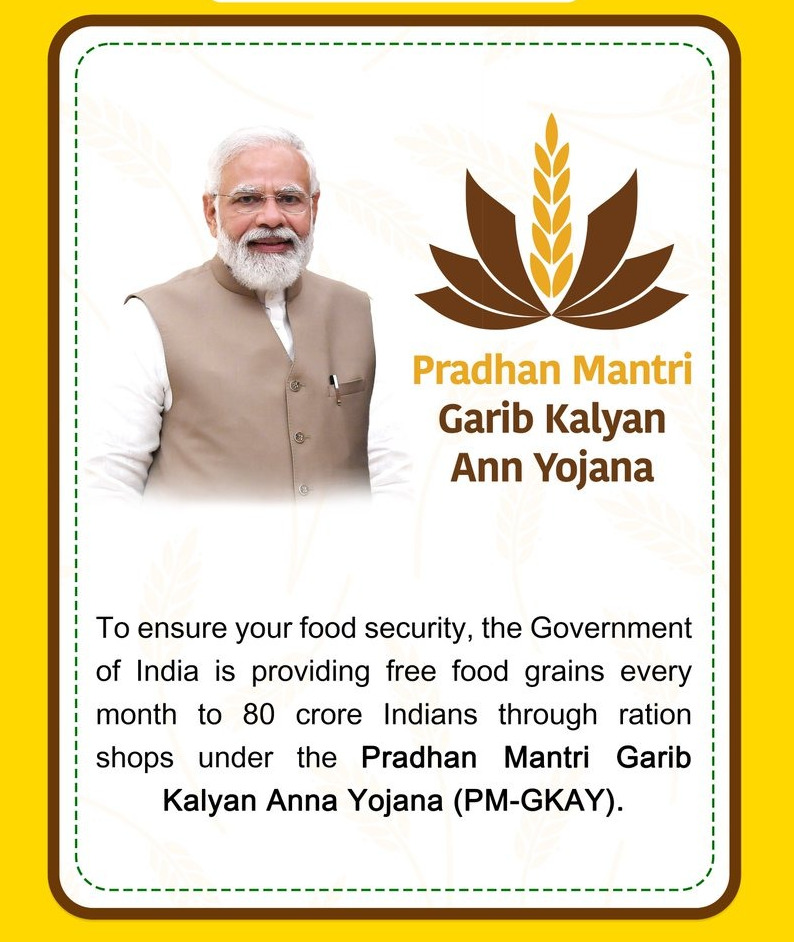 Pradhan Mantri
Garib Kalyan
Ann Yojana
To ensure your food security, the Government
of India is providing free food grains every
month to 80 crore Indians through ration
shops under the Pradhan Mantri Garib
Kalyan Anna Yojana (PM-GKAY).